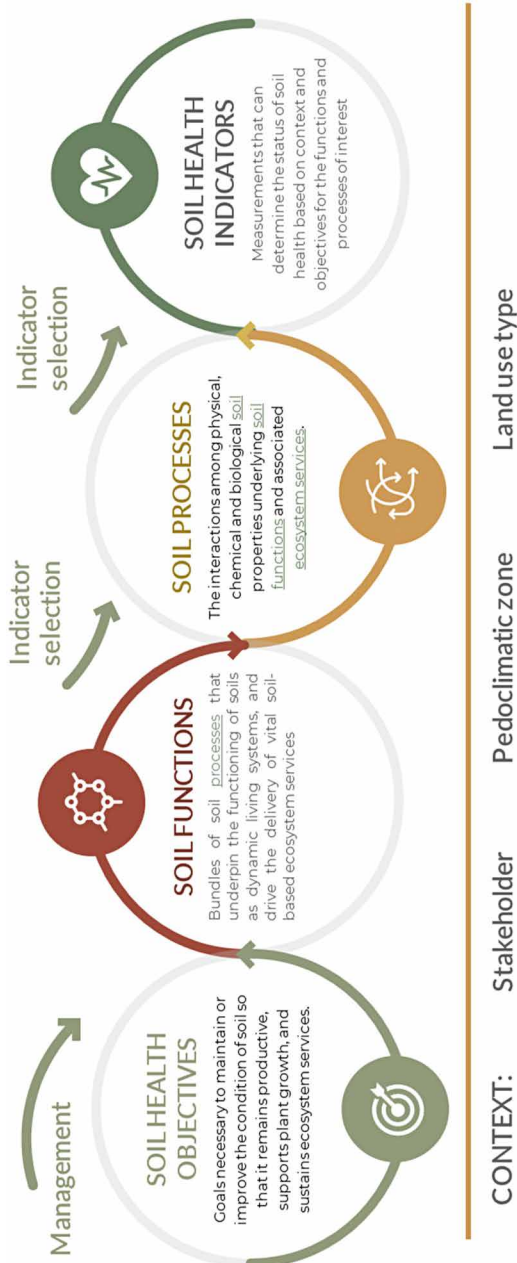 Management
Indicator
selection
Indicator
selection
SOIL HEALTH
OBJECTIVES
Goals necessary to maintain or
improve the condition of soil so
that it remains productive,
supports plant growth, and
sustains ecosystem services.
SOIL FUNCTIONS
Bundles of soil processes that
underpin the functioning of soils
as dynamic living systems, and
drive the delivery of vital soil-
based ecosystem services
SOIL PROCESSES
The interactions among physical,
chemical and biological soil
properties underlying soil
functions and associated
ecosystem services.
SOIL HEALTH
INDICATORS
Measurements that can
determine the status of soil
health based on context and
objectives for the functions and
processes of interest
CONTEXT:
Stakeholder
Pedoclimatic zone
Land use type